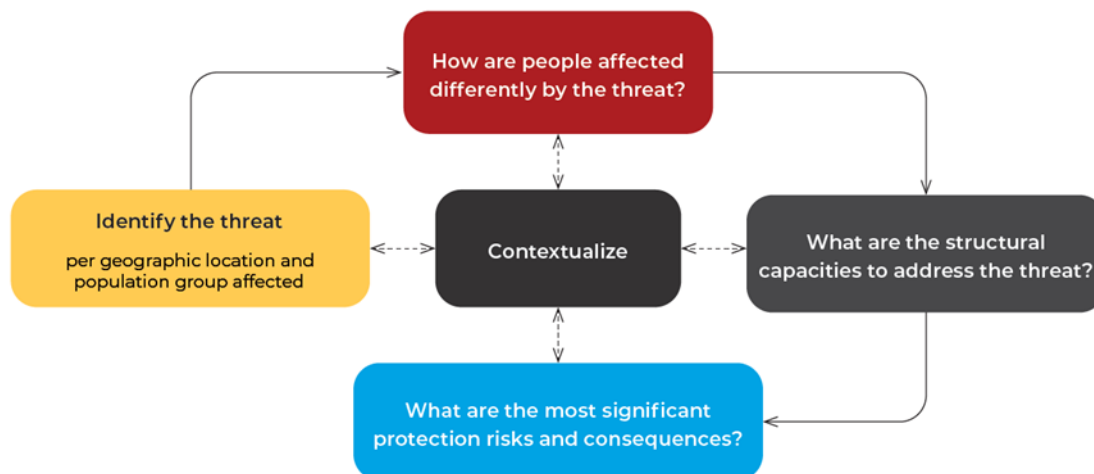 How are people affected
differently by the threat?
Identify the threat
per geographic location and
population group affected
Contextualize
What are the structural
capacities to address the threat?
What are the most significant
protection risks and consequences?